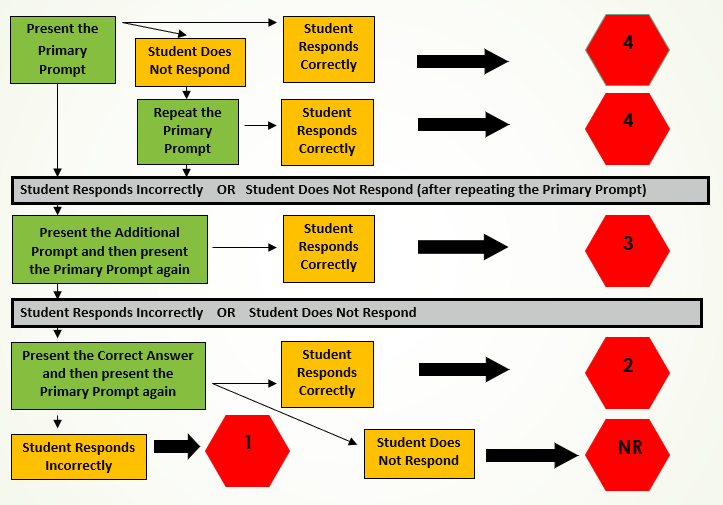 Present the
Primary
Prompt
Student Does
Not Respond
Student
Responds
Correctly
4
Repeat the
Primary
Prompt
Student
Responds
Correctly
4
Student Responds Incorrectly OR Student Does Not Respond (after repeating the Primary Prompt)
Present the Additional
Prompt and then present
the Primary Prompt again
Student
Responds
Correctly
3
Student Responds Incorrectly OR Student Does Not Respond
Present the Correct Answer
and then present the
Primary Prompt again
Student
Responds
Correctly
2
Student Responds
Incorrectly
1
Student Does
Not Respond
NR